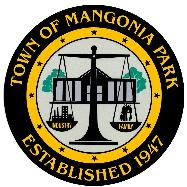 TOWN OF MANGONIA PARK
INDUSTRY
FAMILY
ESTABLISHED 1947